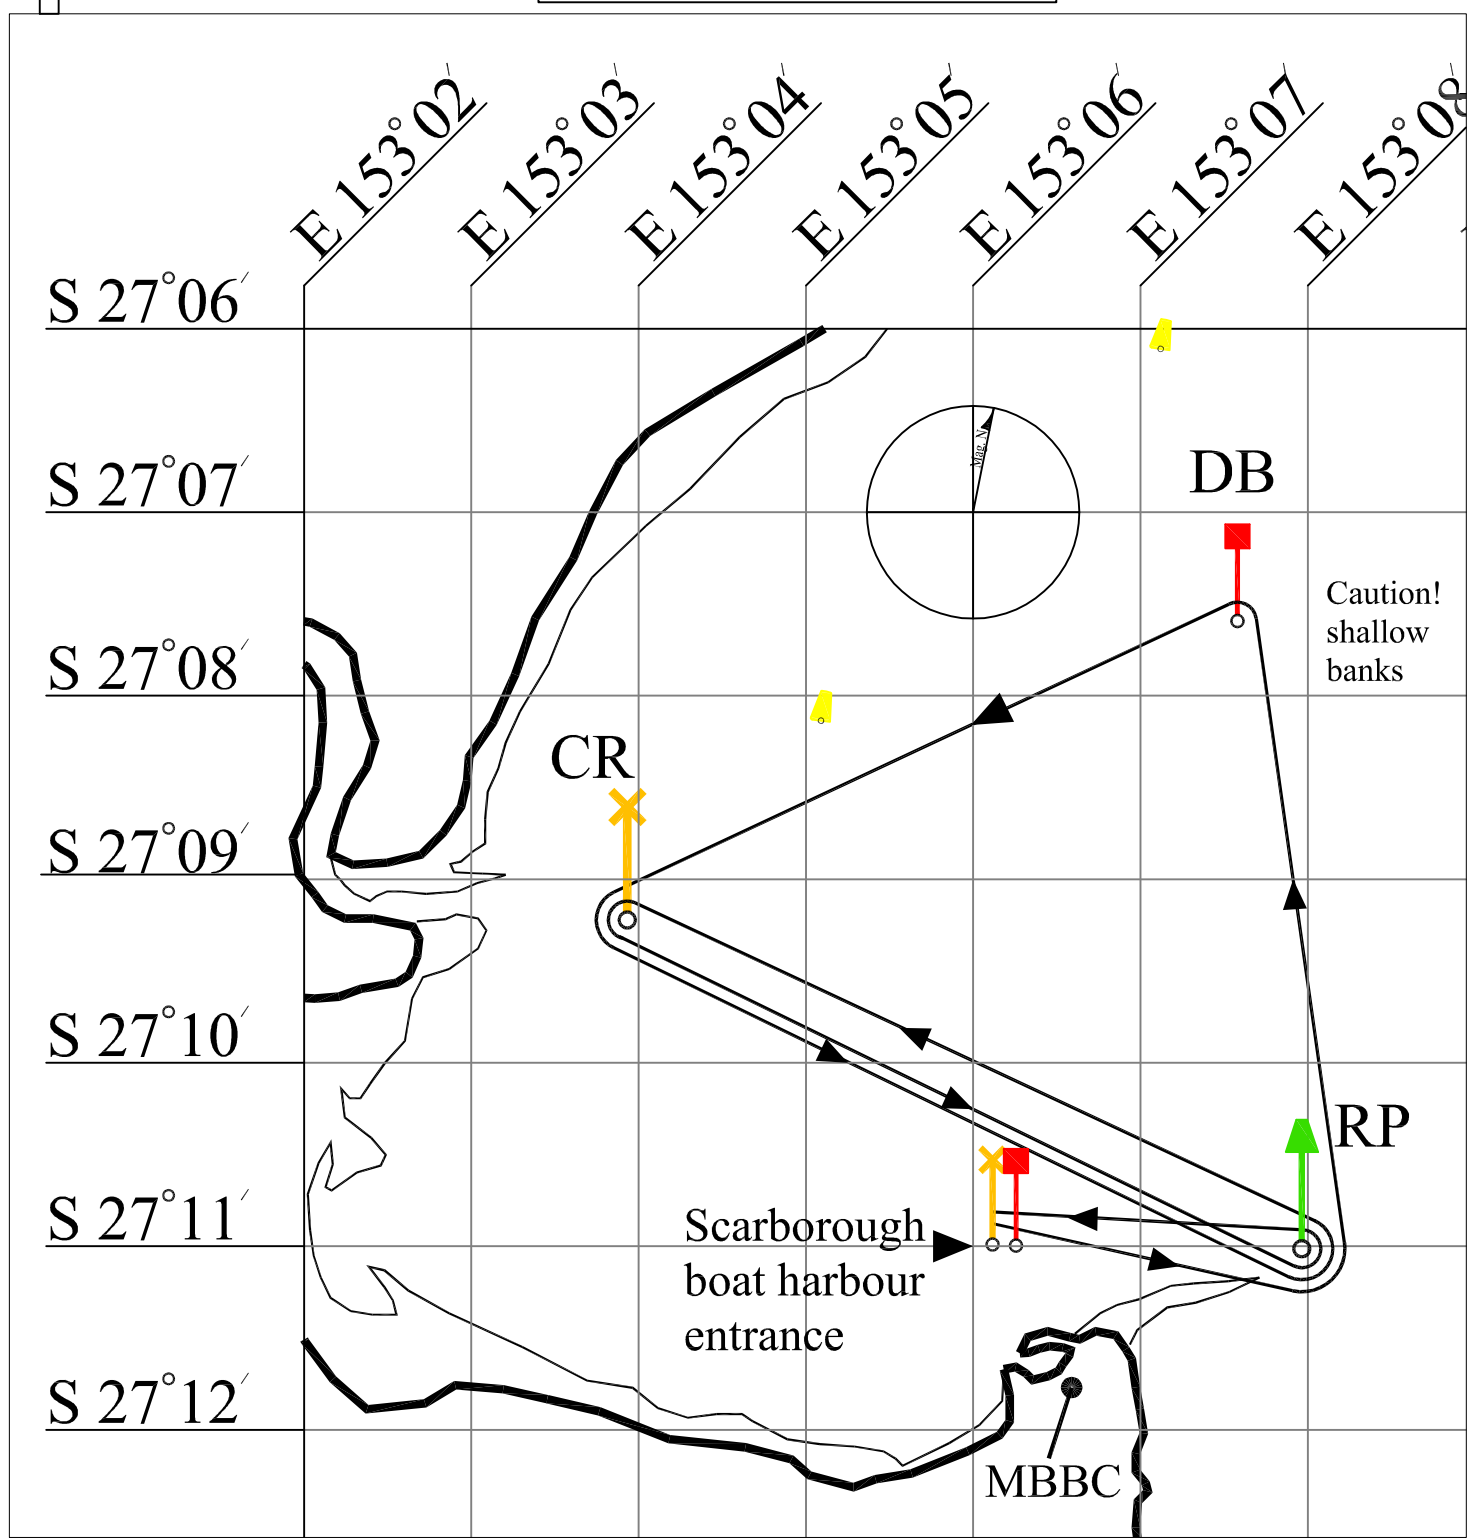 E 153°02′
E 153°03′
E 153°04′
E 153°05′
E 153°06′
E 153°07′
E 153°08′
S 27°06′
Mag. N
S 27°07′
DB
Caution!
shallow
banks
S 27°08′
CR
S 27°09′
S 27°10′
RP
S 27°11′
Scarborough
boat harbour
entrance
S 27°12′
MBBC